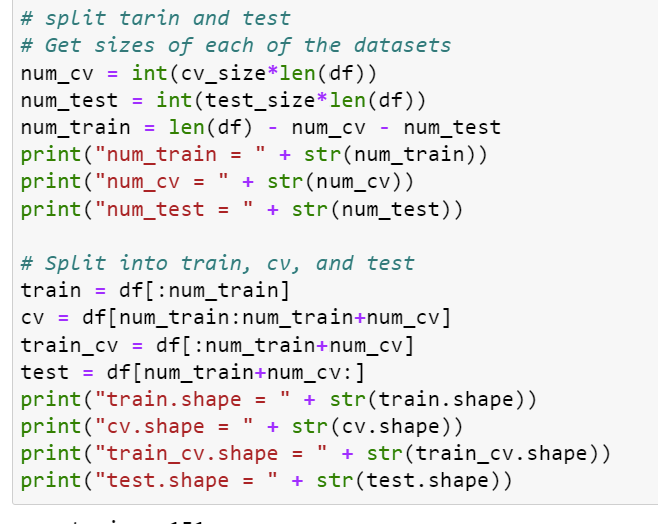 # split tarin and test
# Get sizes of each of the datasets
num_cv = int(cv_size*len(df))
num_test = int(test_size*len(df))
num_train = len(df) - num_cv - num_test
print("num_train = " + str(num_train))
print("num_cv = " + str(num_cv))
print("num_test = " + str(num_test))
# Split into train, cv, and test
train = df[:num_train]
cv = df[num_train:num_train+num_cv]
train_cv = df[:num_train+num_cv]
test = df[num_train+num_cv:]
print("train.shape = " + str(train.shape))
print("cv.shape = " + str(cv.shape))
print("train_cv.shape = " + str(train_cv.shape))
print("test.shape = " + str(test.shape))